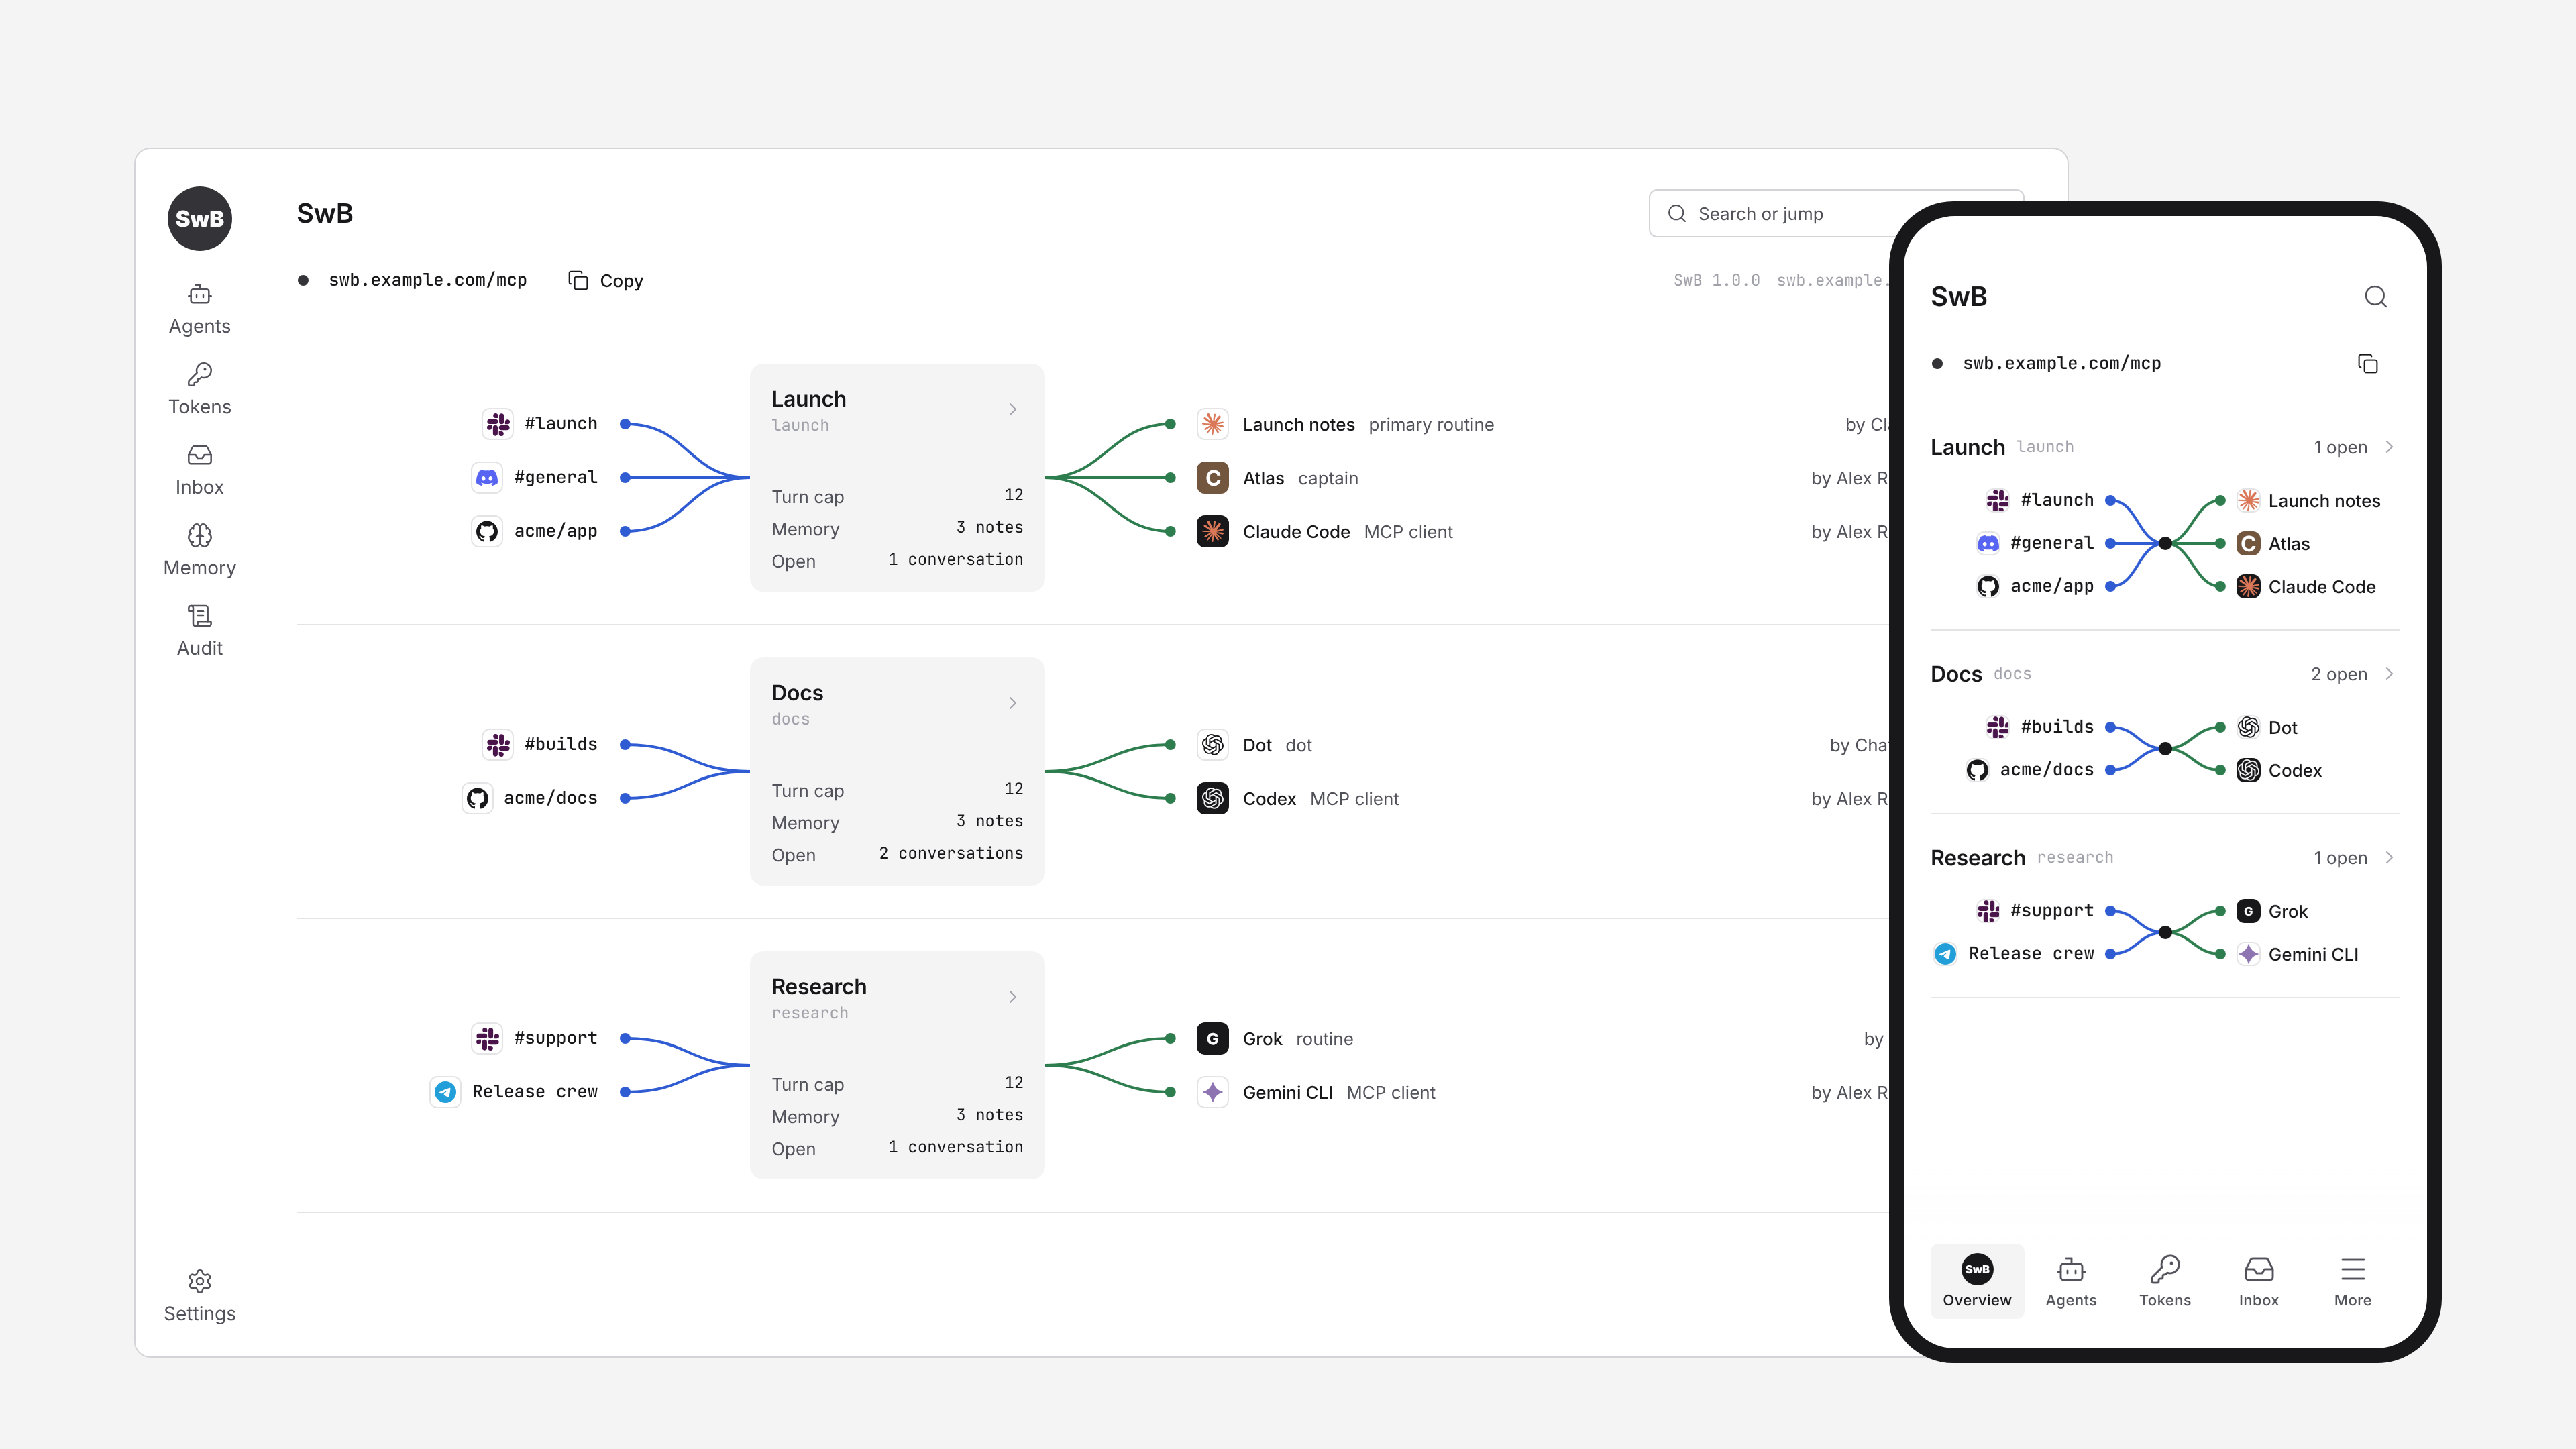 SwB
SwB
Search or jump
swb.example.com/mcp
Copy
SwB 1.0.0 swb.example.
Agents
Tokens
Inbox
Memory
Audit
Settings
#launch
#general
acme/app
Launch
launch
Turn cap 12
Memory 3 notes
Open 1 conversation
Launch notes primary routine
Atlas captain
by Alex R
Claude Code MCP client
by Alex R
#builds
acme/docs
Docs
docs
Turn cap 12
Memory 3 notes
Open 2 conversations
Dot dot
Codex MCP client
by Alex R
#support
Release crew
Research
research
Turn cap 12
Memory 3 notes
Open 1 conversation
G
Grok routine
by
Gemini CLI MCP client
by Alex R
SwB
swb.example.com/mcp
Launch launch 1 open
#launch Launch notes
#general C Atlas
acme/app Claude Code
Docs docs 2 open
#builds Dot
acme/docs Codex
Research research 1 open
#support G Grok
Release crew Gemini CLI
SwB
Overview
Agents
Tokens
Inbox
More